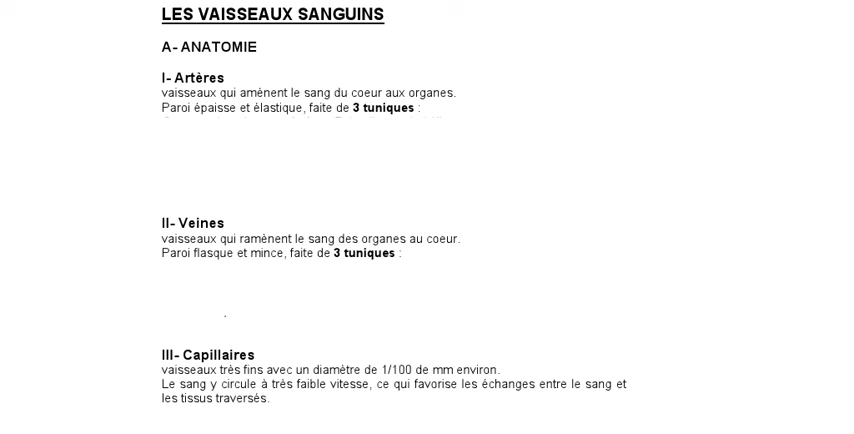 LES VAISSEAUX SANGUINS
A- ANATOMIE
I- Artères
vaisseaux qui amènent le sang du coeur aux organes.
Paroi épaisse et élastique, faite de 3 tuniques :
II- Veines
vaisseaux qui ramènent le sang des organes au coeur.
Paroi flasque et mince, faite de 3 tuniques :
III- Capillaires
vaisseaux très fins avec un diamètre de 1/100 de mm environ.
Le sang y circule à très faible vitesse, ce qui favorise les échanges entre le sang et
les tissus traversés.